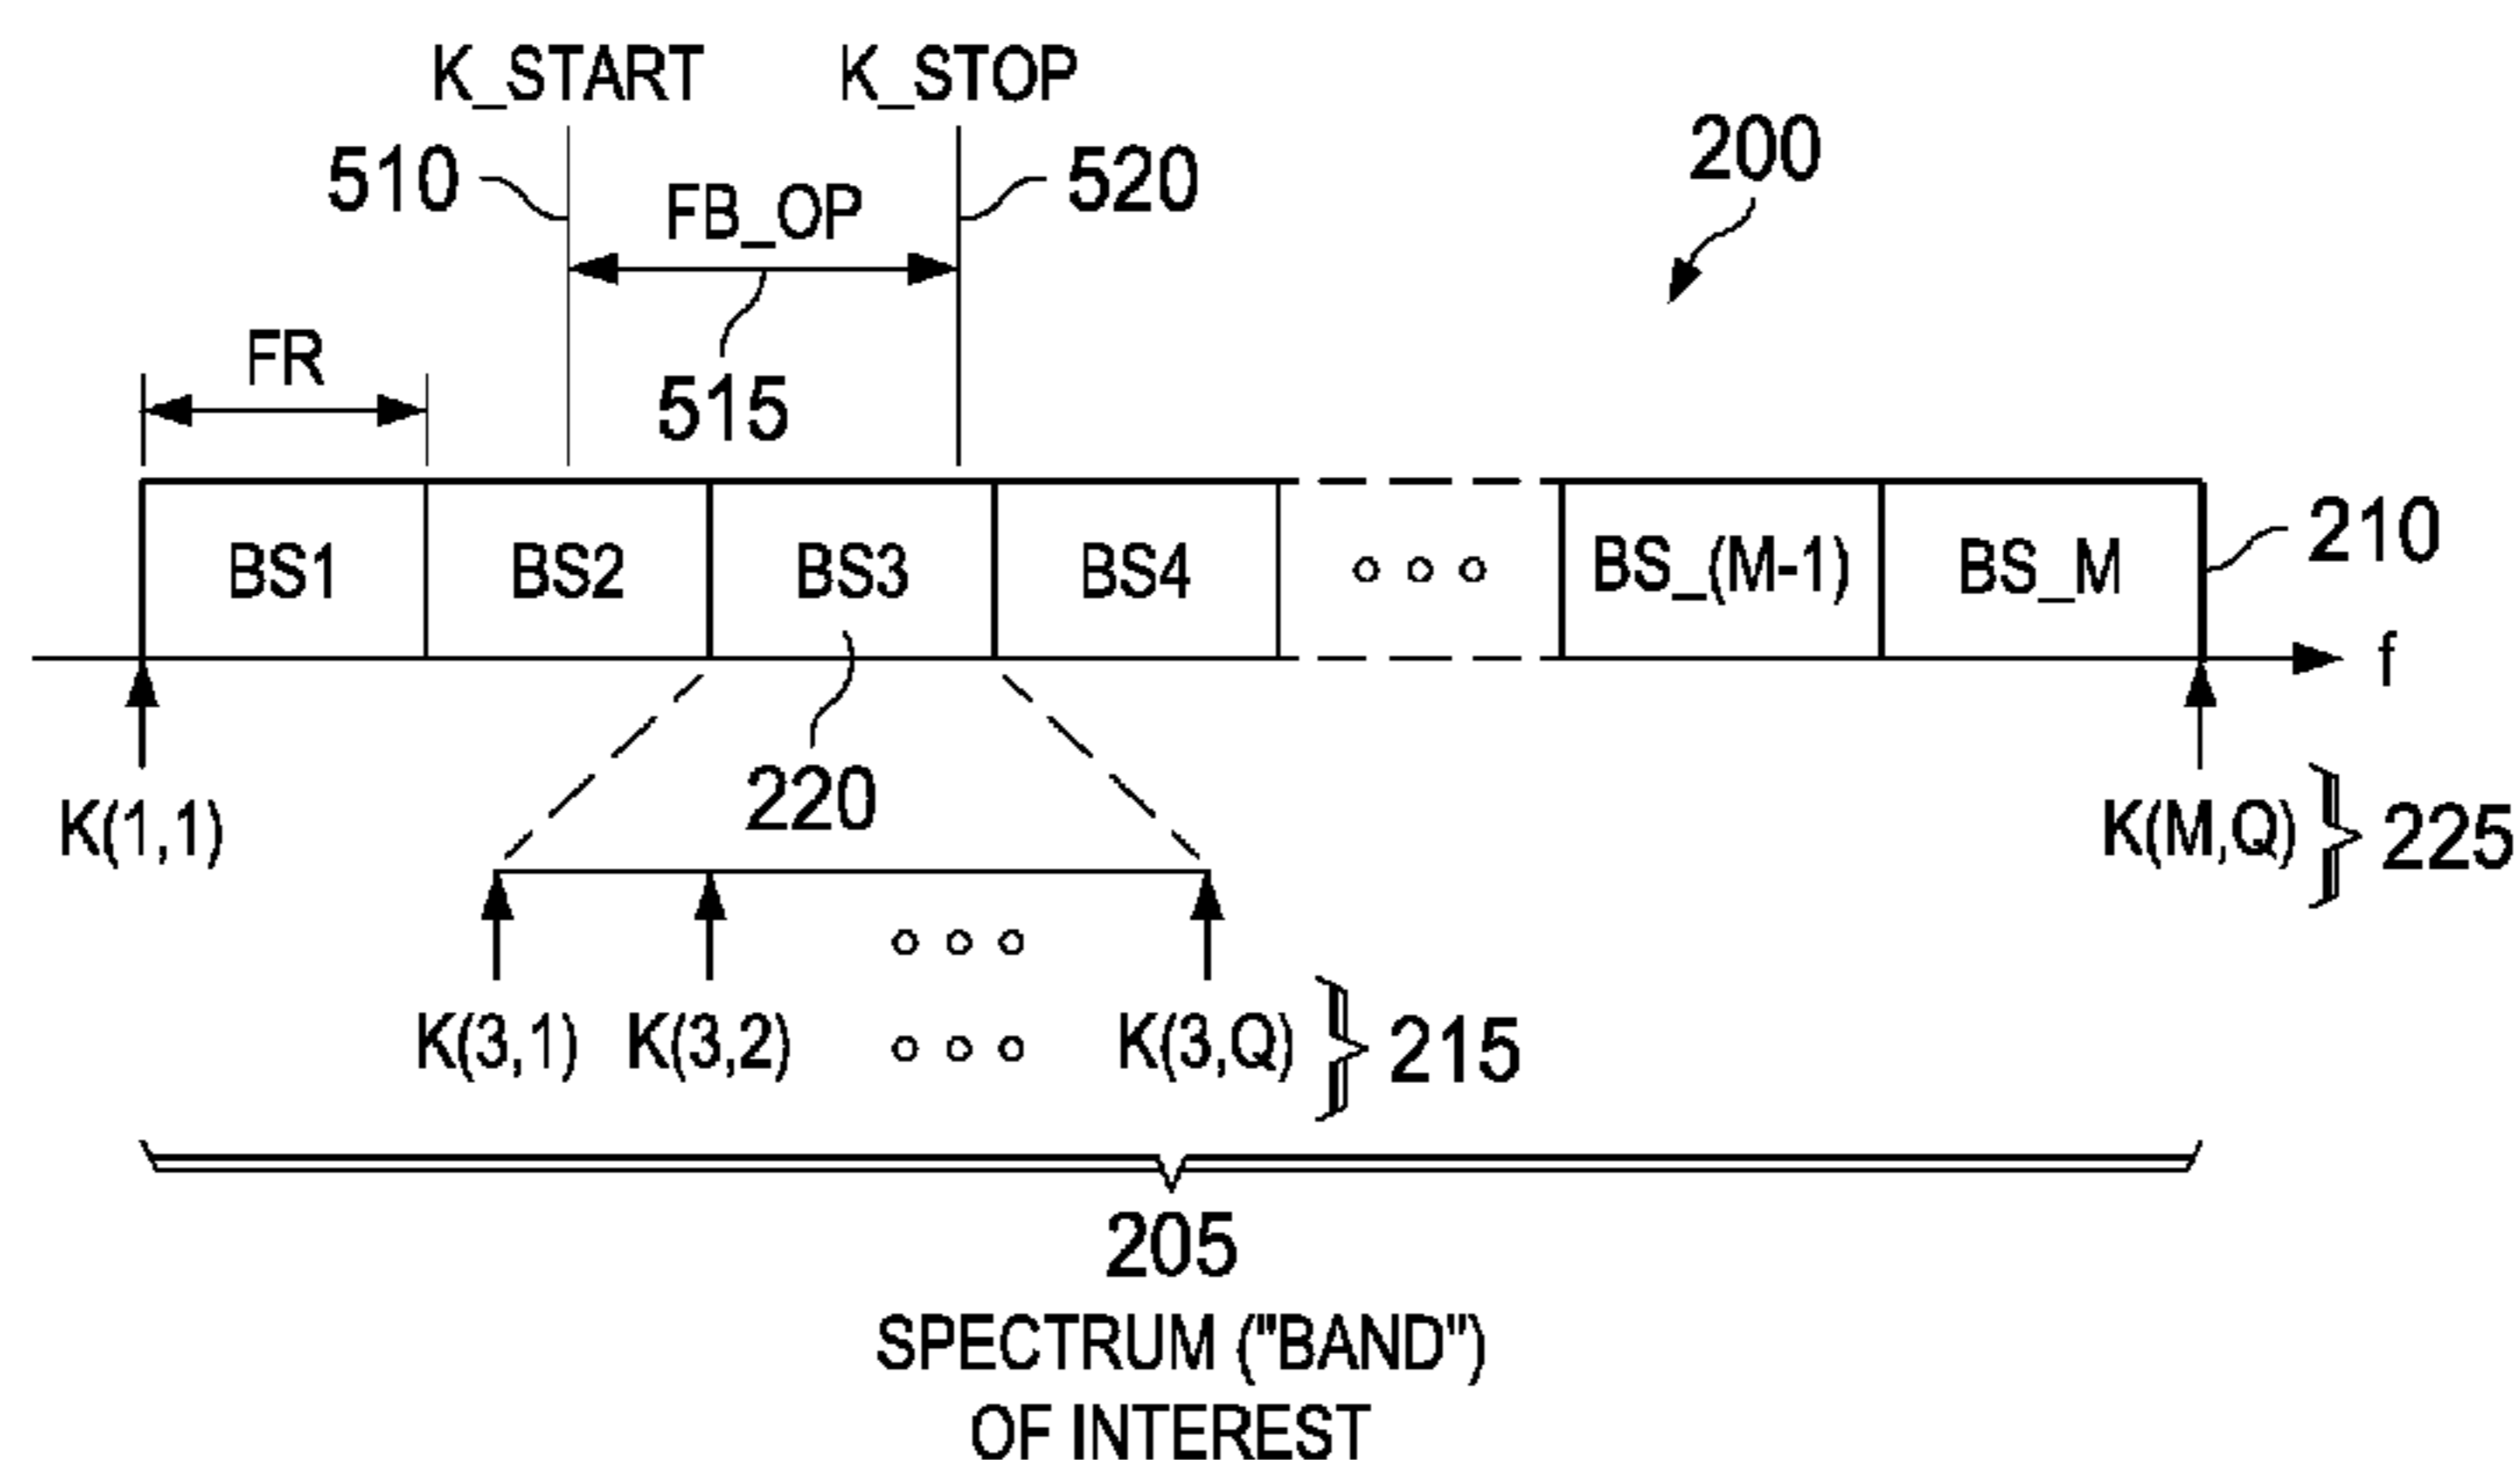 K_START K_STOP
200
510 520
FB_OP
FR
515
BS1 BS2 BS3 BS4 BS_(M-1) BS_M
210
f
220
K(1,1) K(M,Q) 225
K(3,1) K(3,2) K(3,Q) 215
205
SPECTRUM ("BAND")
OF INTEREST